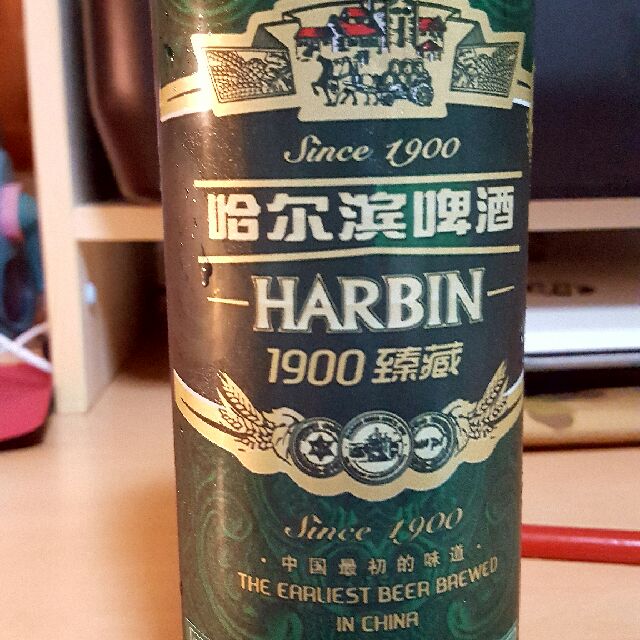 Since 1900
哈尔滨啤酒
HARBIN
1900 臻藏
Since 1900
· 中国最初的味道 ·
THE EARLIEST BEER BREWED
IN CHINA